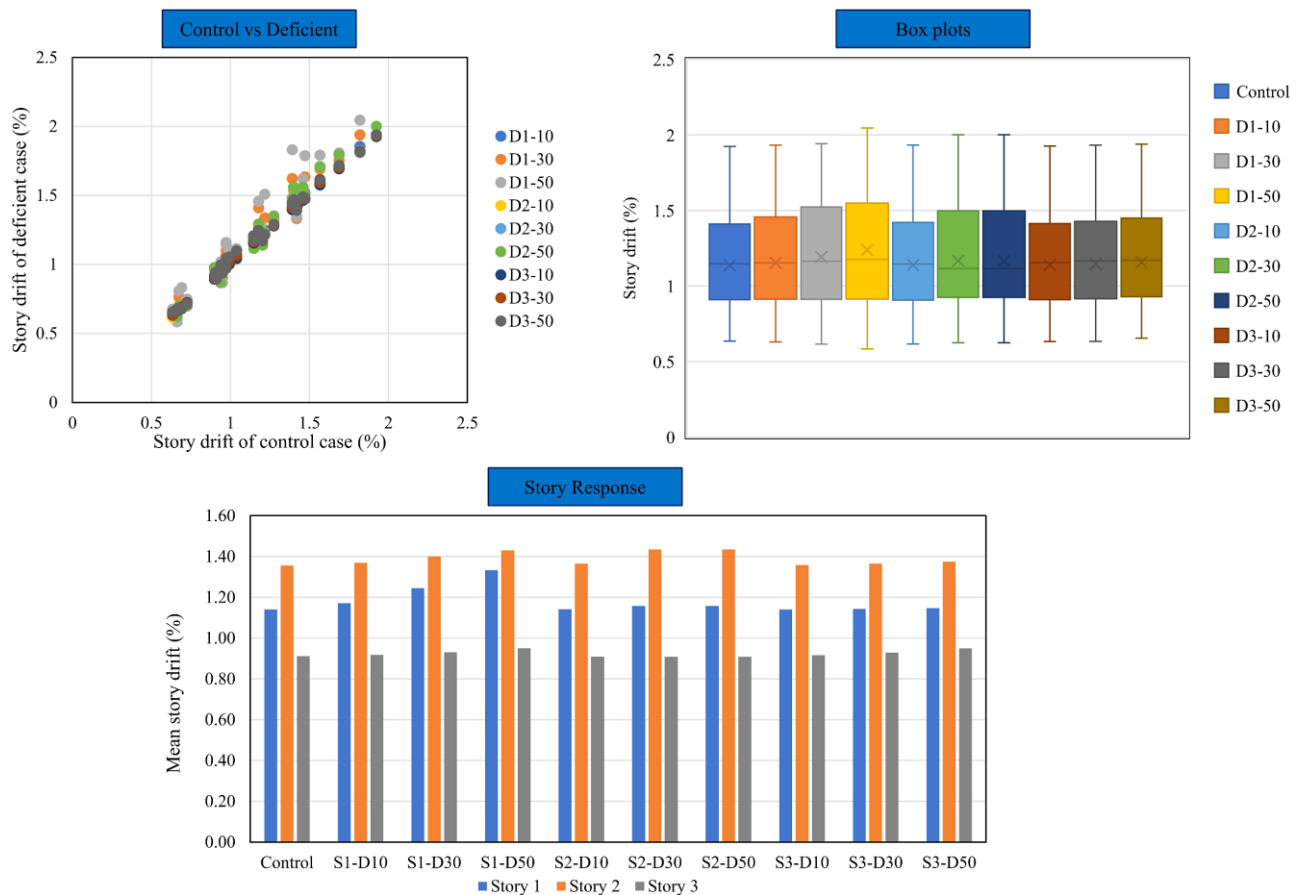 Control vs Deficient
2.5
2
1.5
1
0.5
0
0
0.5
1
1.5
2
2.5
Story drift of deficient case (%)
Story drift of control case (%)
D1-10
D1-30
D1-50
D2-10
D2-30
D2-50
D3-10
D3-30
D3-50
Box plots
2.5
2
1.5
1
0.5
0
Story drift (%)
Control
D1-10
D1-30
D1-50
D2-10
D2-30
D2-50
D3-10
D3-30
D3-50
Story Response
1.60
1.40
1.20
1.00
0.80
0.60
0.40
0.20
0.00
Mean story drift (%)
Control S1-D10 S1-D30 S1-D50 S2-D10 S2-D30 S2-D50 S3-D10 S3-D30 S3-D50
Story 1 Story 2 Story 3